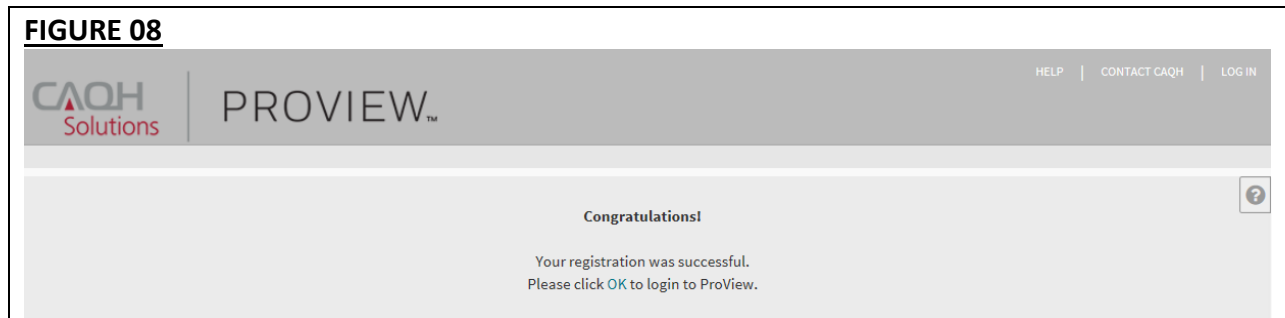 FIGURE 08
HELP | CONTACT CAQH | LOG IN
CAQH
Solutions
PROVIEW™
?
Congratulations!
Your registration was successful.
Please click OK to login to ProView.